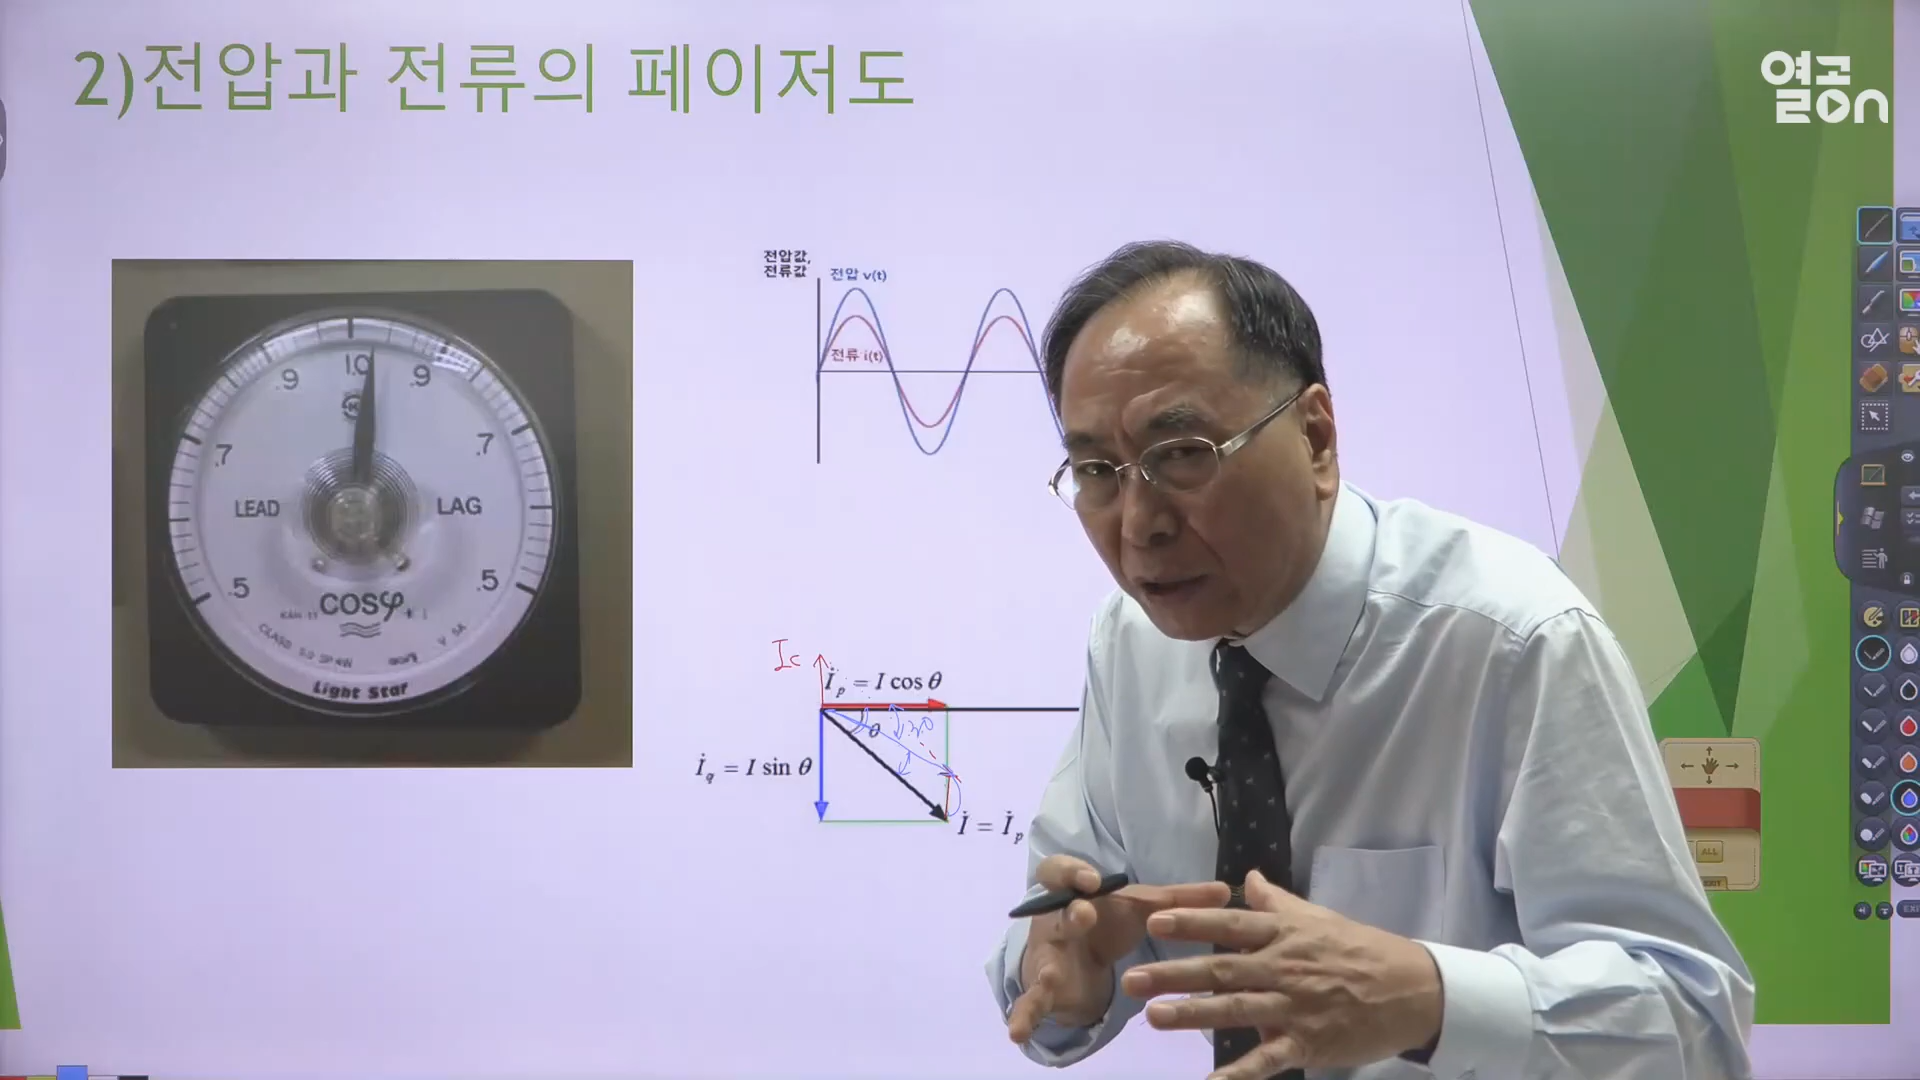 2)전압과 전류의 페이저도
열공on
전압값,
전류값
전압 v(t)
전류 i(t)
1.0
.9
.9
.7
.7
LEAD
LAG
.5
.5
COSφ
Light Star
Ic
İp = I cos θ
θ
İq = I sin θ
İ = İp
ALL
EXIT